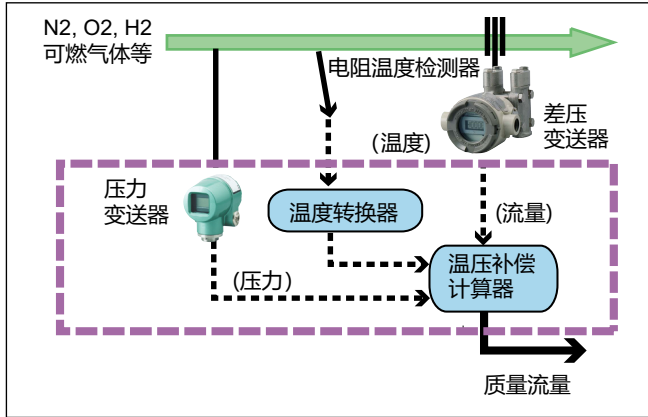 N2, O2, H2
可燃气体等
电阻温度检测器
差压
变送器
(温度)
压力
变送器
温度转换器
(流量)
温压补偿
计算器
(压力)
质量流量